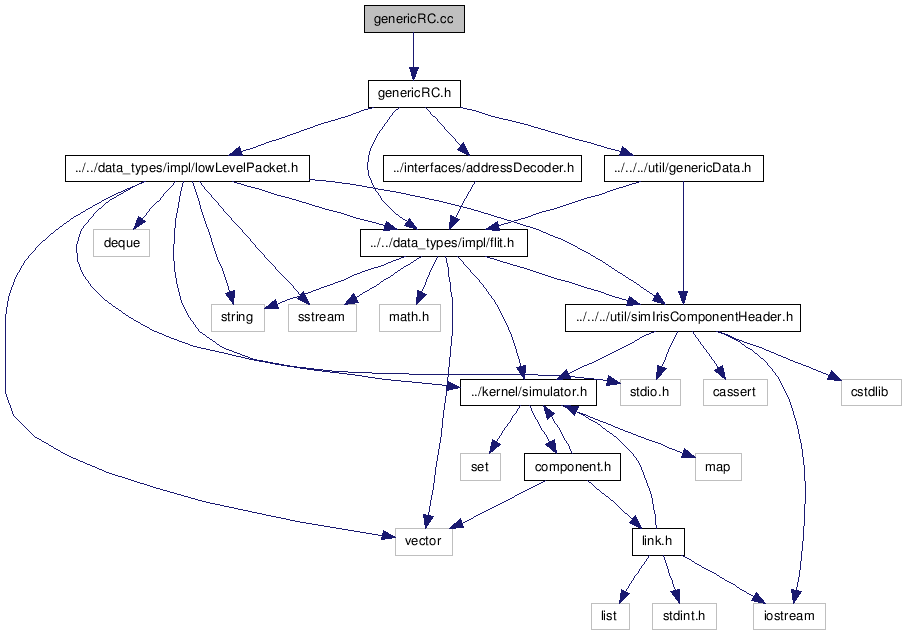 genericRC.cc
genericRC.h
../../data_types/impl/lowLevelPacket.h
../interfaces/addressDecoder.h
../../../util/genericData.h
deque
../../data_types/impl/flit.h
string
sstream
math.h
../../../util/simIrisComponentHeader.h
../kernel/simulator.h
stdio.h
cassert
cstdlib
set
component.h
map
vector
link.h
list
stdint.h
iostream